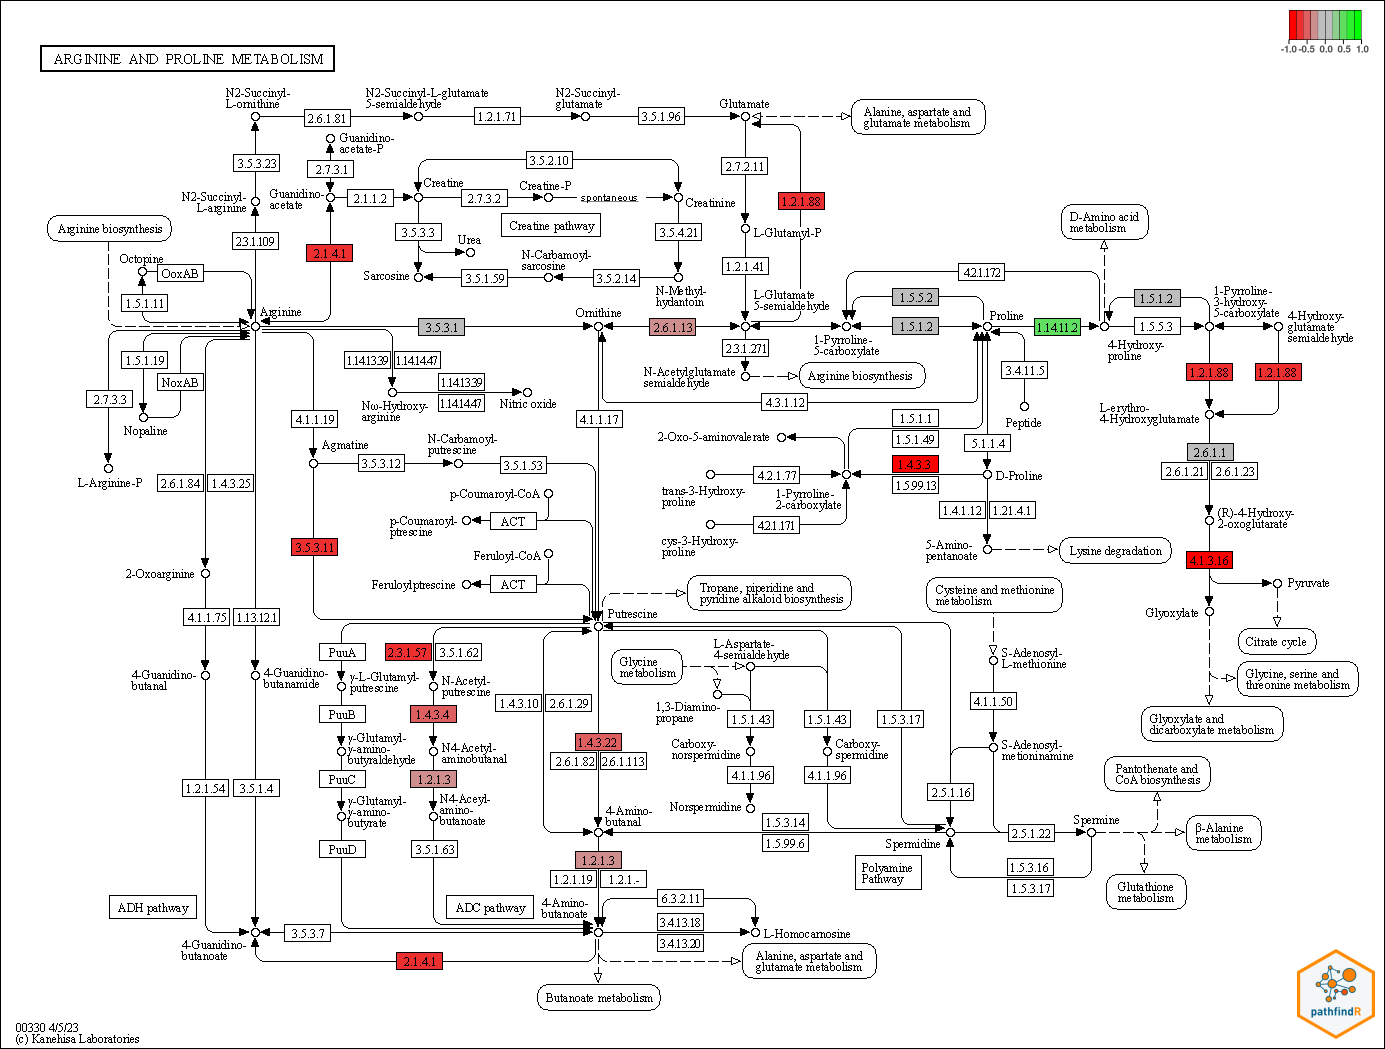 ARGININE AND PROLINE METABOLISM
-1.0 -0.5 0.0 0.5 1.0
N2-Succinyl-
L-ornithine
2.6.1.81
N2-Succinyl-L-glutamate
5-semialdehyde
1.2.1.71
N2-Succinyl-
glutamate
3.5.1.96
Glutamate
Alanine, aspartate and
glutamate metabolism
Guanidino-
acetate-P
3.5.3.23
2.7.3.1
3.5.2.10
2.7.2.11
N2-Succinyl-
L-arginine
Guanidino-
acetate
2.1.1.2
Creatine
2.7.3.2
Creatine-P
spontaneous
Creatinine
1.2.1.88
Arginine biosynthesis
2.3.1.109
2.1.4.1
3.5.3.3
Urea
Creatine pathway
3.5.4.21
L-Glutamyl-P
D-Amino acid
metabolism
Octopine
OoxAB
Sarcosine
3.5.1.59
N-Carbamoyl-
sarcosine
3.5.2.14
N-Methyl-
hydantoin
1.2.1.41
4.2.1.172
1.5.1.11
Arginine
3.5.3.1
Ornithine
2.6.1.13
L-Glutamate
5-semialdehyde
1.5.5.2
1.5.1.2
1-Pyrroline-
5-carboxylate
Proline
1.14.11.2
4-Hydroxy-
proline
1.5.1.2
1.5.5.3
1-Pyrroline-
3-hydroxy-
5-carboxylate
4-Hydroxy-
glutamate
semialdehyde
1.5.1.19
NoxAB
1.14.13.39
1.14.14.47
1.14.13.39
1.14.14.47
2.3.1.271
N-Acetylglutamate
semialdehyde
Arginine biosynthesis
3.4.11.5
1.2.1.88
1.2.1.88
2.7.3.3
Nopaline
Nω-Hydroxy-
arginine
Nitric oxide
4.3.1.12
Peptide
L-erythro-
4-Hydroxyglutamate
4.1.1.19
4.1.1.17
1.5.1.1
1.5.1.49
2-Oxo-5-aminovalerate
5.1.1.4
Agmatine
3.5.3.12
N-Carbamoyl-
putrescine
3.5.1.53
2.6.1.1
2.6.1.21
2.6.1.23
L-Arginine-P
2.6.1.84
1.4.3.25
trans-3-Hydroxy-
proline
4.2.1.77
1-Pyrroline-
2-carboxylate
1.4.3.3
1.5.99.13
D-Proline
p-Coumaroyl-CoA
p-Coumaroyl-
ptrescine
ACT
cys-3-Hydroxy-
proline
4.2.1.171
1.4.1.12
1.21.4.1
(R)-4-Hydroxy-
2-oxoglutarate
3.5.3.11
Feruloyl-CoA
Feruloylptrescine
ACT
5-Amino-
pentanoate
Lysine degradation
4.1.3.16
2-Oxoarginine
Pyruvate
Tropane, piperidine and
pyridine alkaloid biosynthesis
Cysteine and methionine
metabolism
Glyoxylate
Citrate cycle
4.1.1.75
1.13.12.1
Putrescine
PuuA
2.3.1.57
3.5.1.62
Glycine
metabolism
L-Aspartate-
4-semialdehyde
S-Adenosyl-
L-methionine
Glycine, serine and
threonine metabolism
4-Guanidino-
butanal
4-Guanidino-
butanamide
γ-L-Glutamyl-
putrescine
N-Acetyl-
putrescine
1.4.3.10
2.6.1.29
1,3-Diamino-
propane
4.1.1.50
Glyoxylate and
dicarboxylate metabolism
PuuB
1.4.3.4
1.5.1.43
1.5.1.43
1.5.3.17
γ-Glutamyl-
γ-amino-
butyraldehyde
N4-Acetyl-
aminobutanal
1.4.3.22
2.6.1.82
2.6.1.113
Carboxy-
norspermidine
Carboxy-
spermidine
S-Adenosyl-
metioninamine
1.2.1.54
3.5.1.4
PuuC
1.2.1.3
4.1.1.96
4.1.1.96
2.5.1.16
Pantothenate and
CoA biosynthesis
γ-Glutamyl-
γ-amino-
butyrate
N4-Aceyl-
amino-
butanoate
4-Amino-
butanal
Norspermidine
1.5.3.14
1.5.99.6
Spermidine
2.5.1.22
Spermine
β-Alanine
metabolism
PuuD
3.5.1.63
1.2.1.3
1.2.1.19
1.2.1.-
Polyamine
Pathway
1.5.3.16
1.5.3.17
Glutathione
metabolism
ADH pathway
ADC pathway
4-Amino-
butanoate
6.3.2.11
3.4.13.18
3.4.13.20
L-Homocarnosine
4-Guanidino-
butanoate
3.5.3.7
2.1.4.1
Alanine, aspartate and
glutamate metabolism
Butanoate metabolism
pathfindR
00330 4/5/23
(c) Kanehisa Laboratories